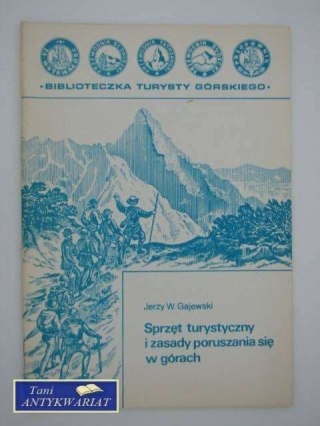 • BIBLIOTECZKA TURYSTY GÓRSKIEGO •
Jerzy W. Gajewski
Sprzęt turystyczny
i zasady poruszania się
w górach
Tani
ANTYKWARIAT